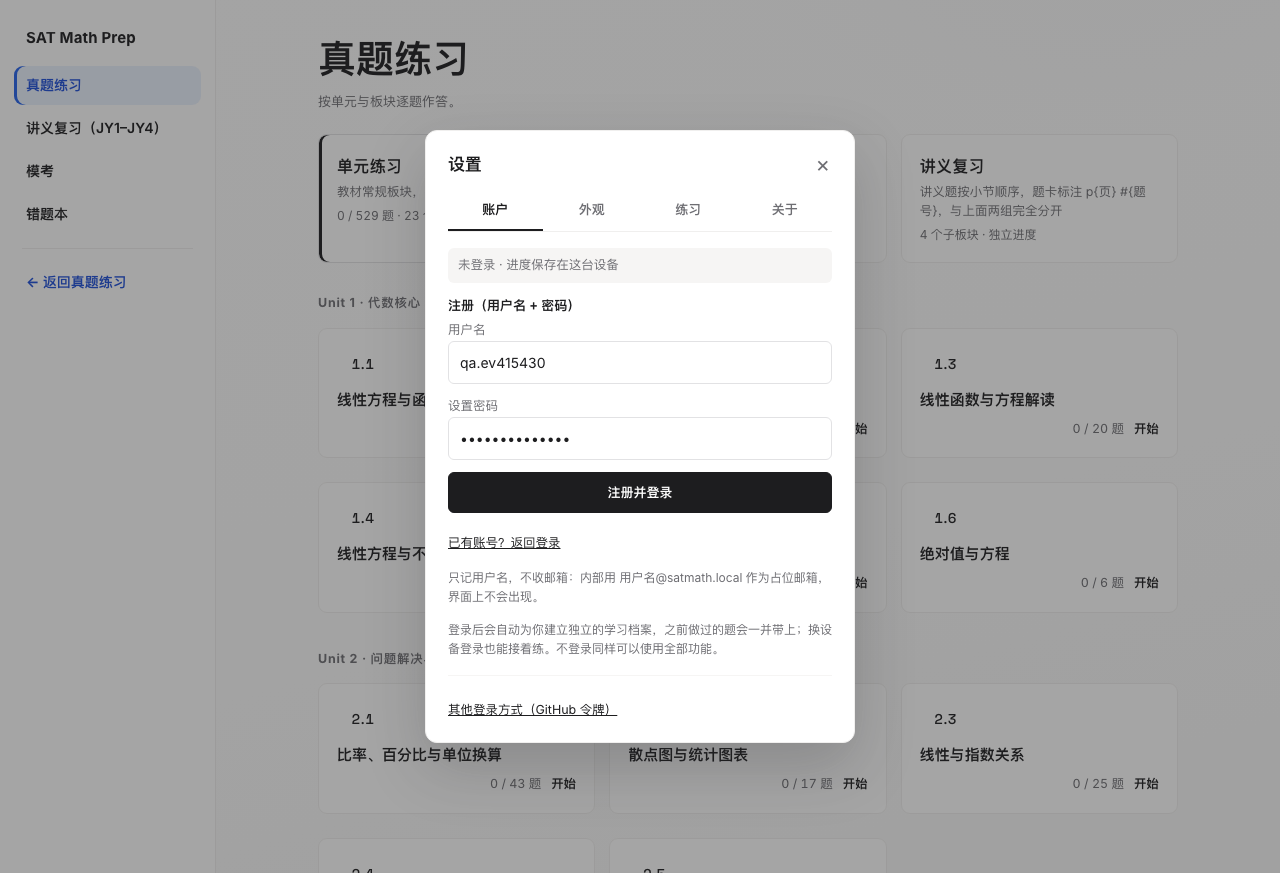 SAT Math Prep
真题练习
讲义复习（JY1–JY4）
模考
错题本
← 返回真题练习
真题练习
按单元与板块逐题作答。
单元练习
教材常规板块，
0 / 529 题 · 23
讲义复习
讲义题按小节顺序，题卡标注 p{页} #{题
号}，与上面两组完全分开
4 个子板块 · 独立进度
Unit 1 · 代数核心
1.1
线性方程与函
1.3
线性函数与方程解读
0 / 20 题 开始
1.4
线性方程与不
1.6
绝对值与方程
0 / 6 题 开始
Unit 2 · 问题解决
2.1
比率、百分比与单位换算
0 / 43 题 开始
散点图与统计图表
0 / 17 题 开始
2.3
线性与指数关系
0 / 25 题 开始
设置
×
账户
外观
练习
关于
未登录 · 进度保存在这台设备
注册（用户名 + 密码）
用户名
qa.ev415430
设置密码
••••••••••••••
注册并登录
已有账号？返回登录
只记用户名，不收邮箱：内部用 用户名@satmath.local 作为占位邮箱，
界面上不会出现。
登录后会自动为你建立独立的学习档案，之前做过的题会一并带上；换设
备登录也能接着练。不登录同样可以使用全部功能。
其他登录方式（GitHub 令牌）